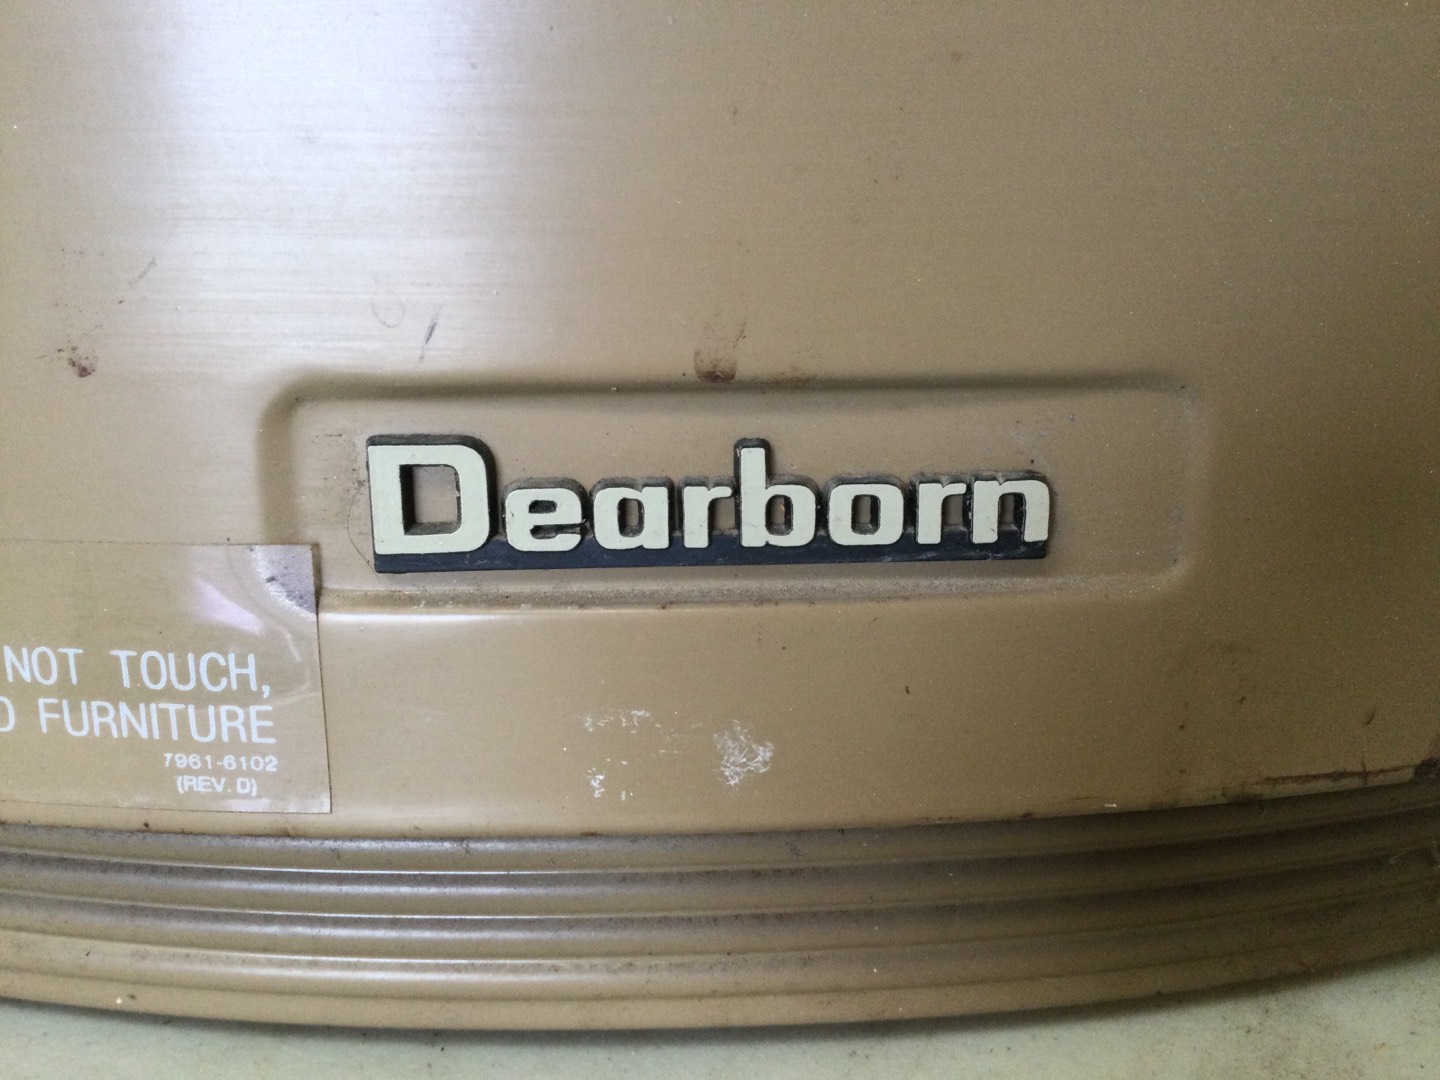 Dearborn
NOT TOUCH,
FURNITURE
7961-6102
(REV. D)